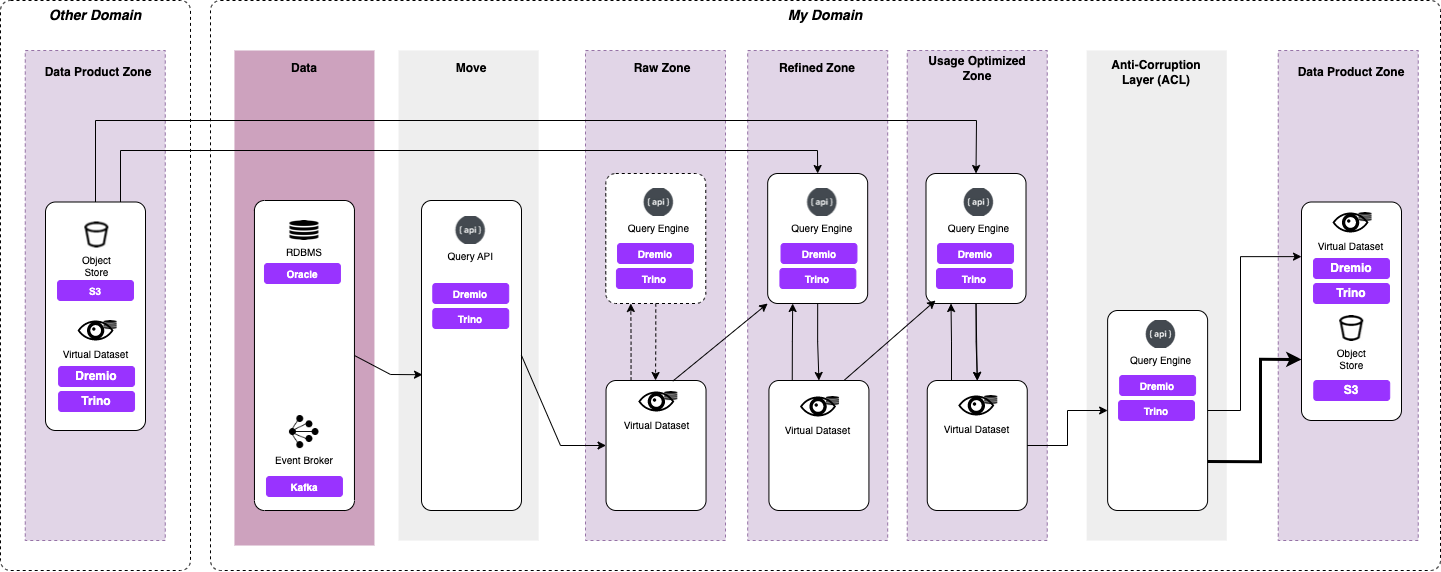 Other Domain
Data Product Zone
Object
Store
S3
Virtual Dataset
Dremio
Trino
My Domain
Data
RDBMS
Oracle
Event Broker
Kafka
Move
{api}
Query API
Dremio
Trino
Raw Zone
{api}
Query Engine
Dremio
Trino
Virtual Dataset
Refined Zone
{api}
Query Engine
Dremio
Trino
Virtual Dataset
Usage Optimized
Zone
{api}
Query Engine
Dremio
Trino
Virtual Dataset
Anti-Corruption
Layer (ACL)
{api}
Query Engine
Dremio
Trino
Data Product Zone
Virtual Dataset
Dremio
Trino
Object
Store
S3